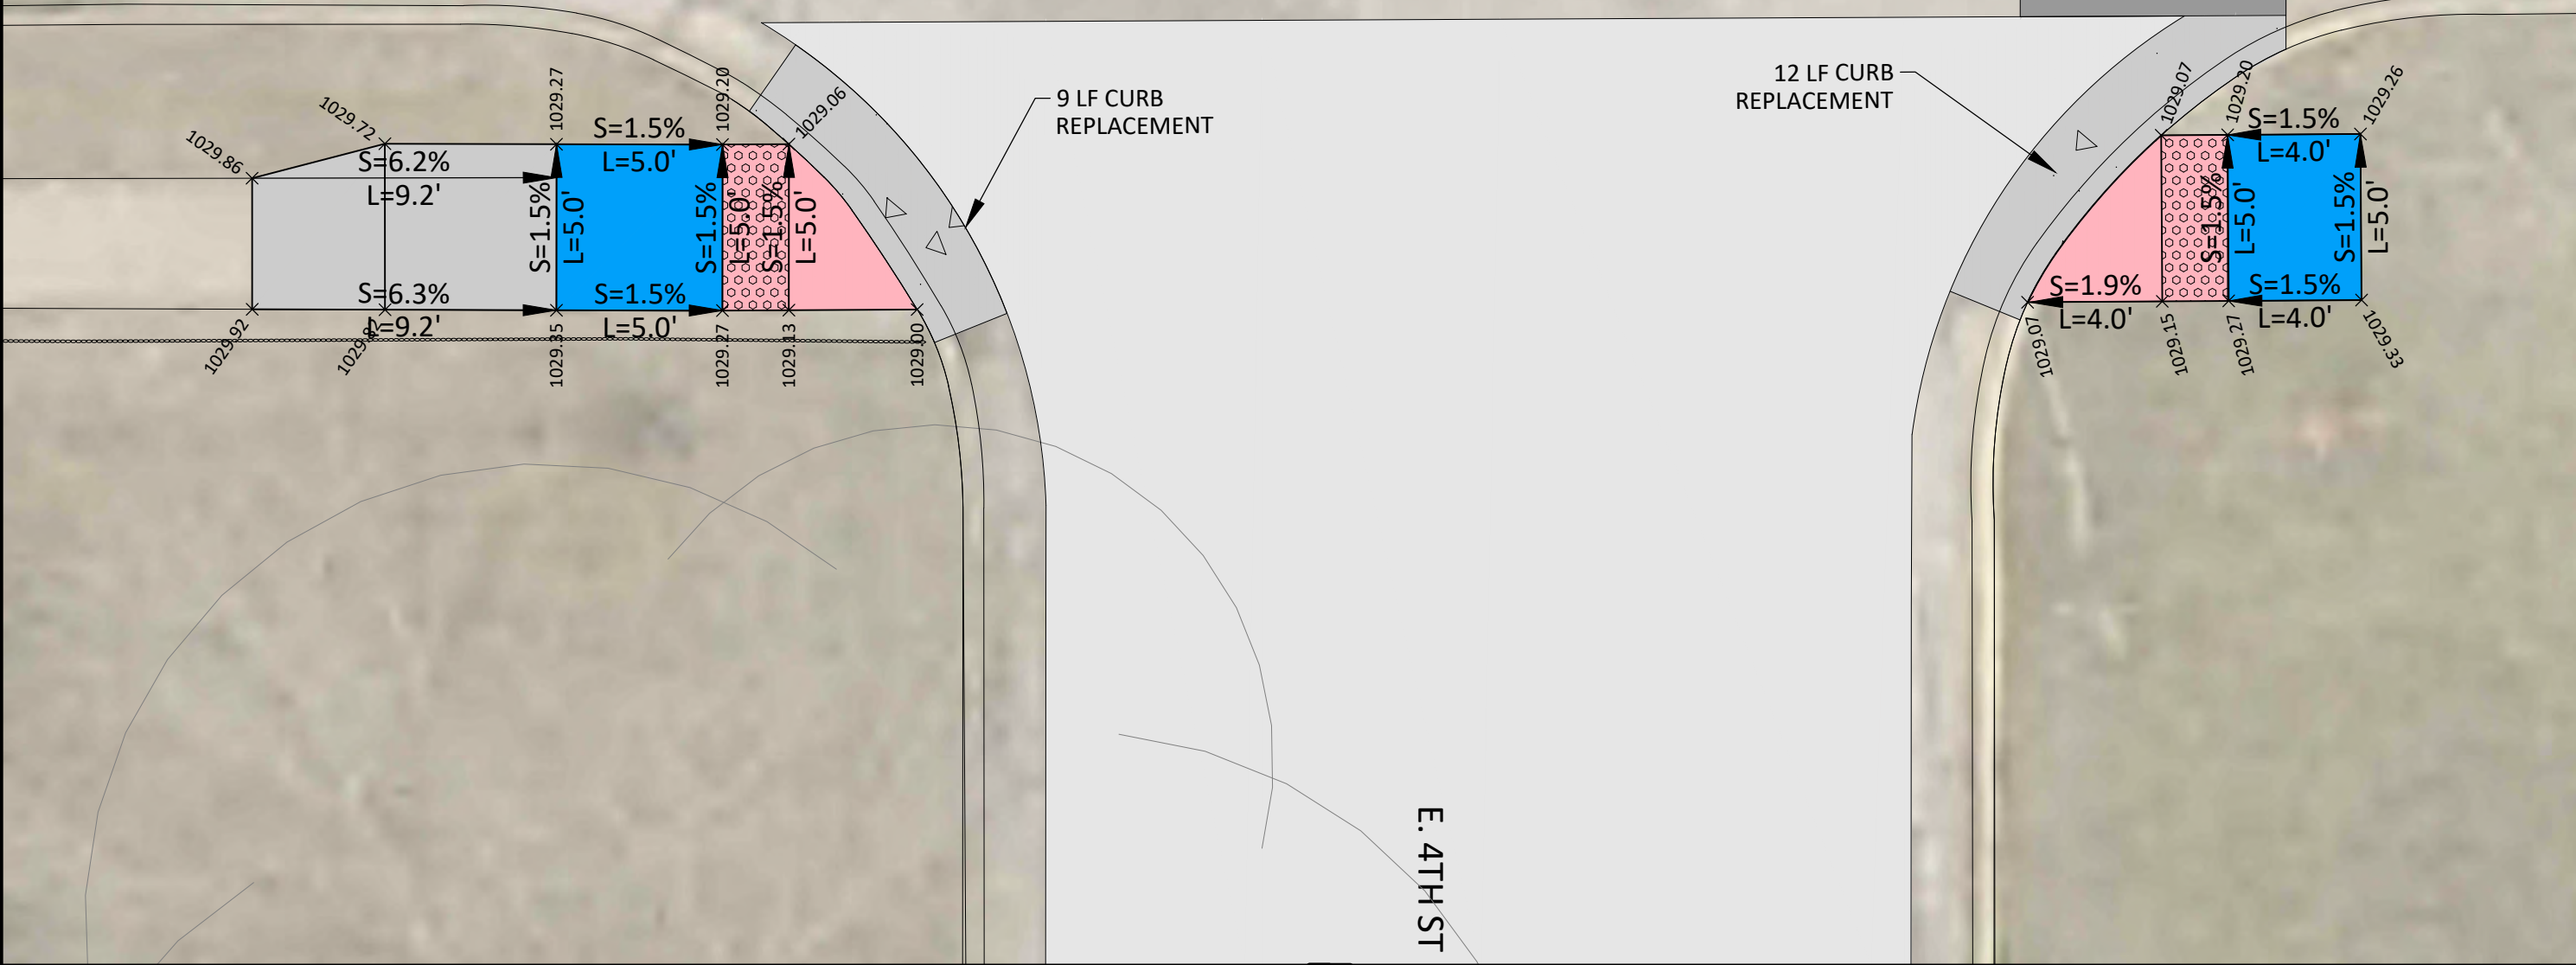 1029.86
1029.72
1029.27
1029.20
1029.06
S=6.2%
L=9.2'
S=1.5%
L=5.0'
S=1.5%
L=5.0'
S=1.5%
L=5.0'
S=1.5%
L=5.0'
S=6.3%
L=9.2'
S=1.5%
L=5.0'
1029.92
1029.35
1029.27
1029.13
1029.00
9 LF CURB
REPLACEMENT
12 LF CURB
REPLACEMENT
1029.07
1029.20
1029.26
S=1.5%
L=4.0'
S=1.5%
L=5.0'
S=1.5%
L=5.0'
S=1.9%
L=4.0'
S=1.5%
L=4.0'
1029.07
1029.15
1029.27
1029.33
E. 4TH ST